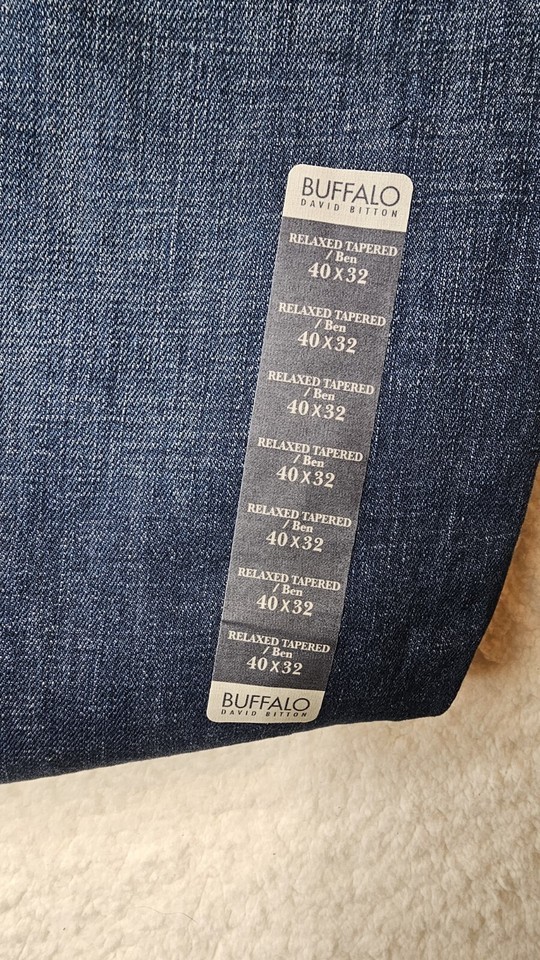 BUFFALO
DAVID BITTON
RELAXED TAPERED
/ Ben
40 X 32
RELAXED TAPERED
/ Ben
40 X 32
RELAXED TAPERED
/ Ben
40 X 32
RELAXED TAPERED
/ Ben
40 X 32
RELAXED TAPERED
/ Ben
40 X 32
RELAXED TAPERED
/ Ben
40 X 32
RELAXED TAPERED
/ Ben
40 X 32
BUFFALO
DAVID BITTON